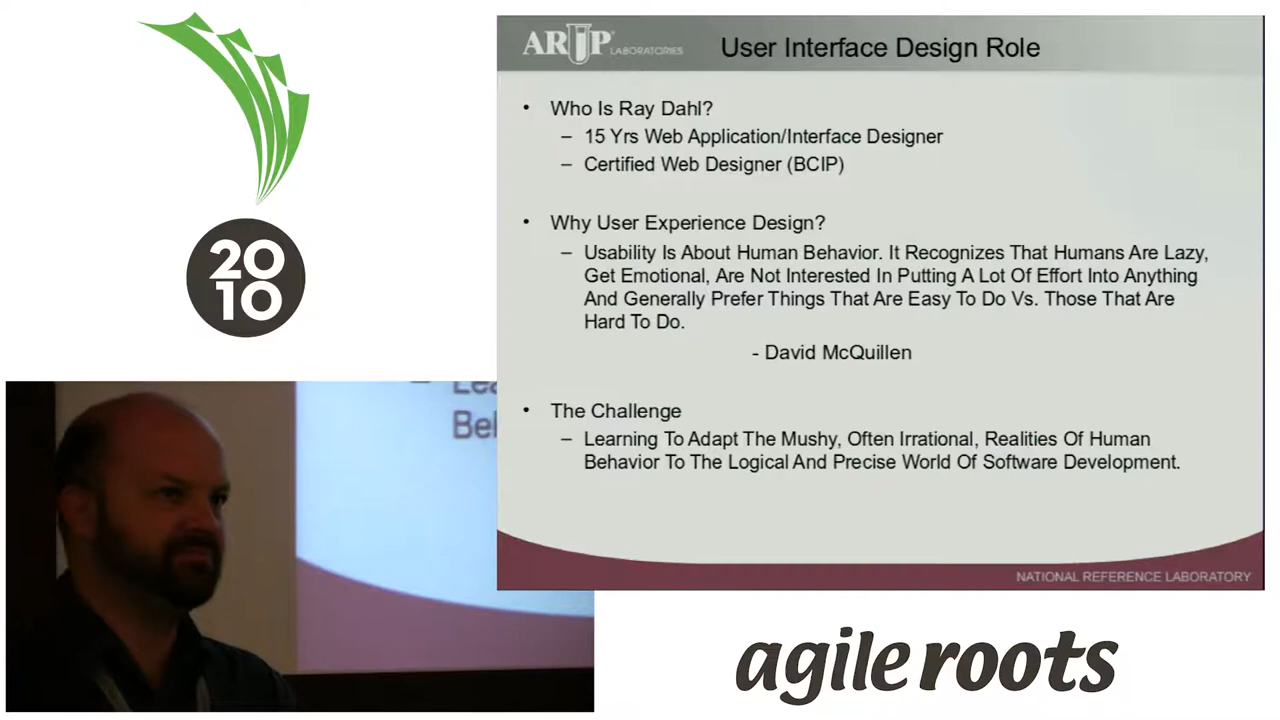 ARUP LABORATORIES
User Interface Design Role
• Who Is Ray Dahl?
– 15 Yrs Web Application/Interface Designer
– Certified Web Designer (BCIP)
• Why User Experience Design?
– Usability Is About Human Behavior. It Recognizes That Humans Are Lazy,
Get Emotional, Are Not Interested In Putting A Lot Of Effort Into Anything
And Generally Prefer Things That Are Easy To Do Vs. Those That Are
Hard To Do.
- David McQuillen
• The Challenge
– Learning To Adapt The Mushy, Often Irrational, Realities Of Human
Behavior To The Logical And Precise World Of Software Development.
NATIONAL REFERENCE LABORATORY
20
10
Lea
Bel
agile roots